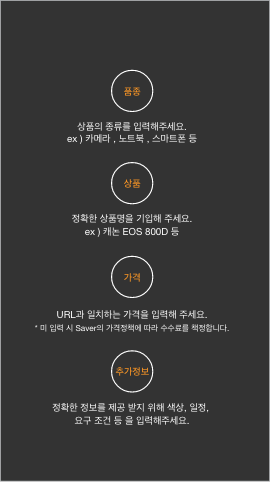 품종
상품의 종류를 입력해주세요.
ex ) 카메라 , 노트북 , 스마트폰 등
상품
정확한 상품명을 기입해 주세요.
ex ) 캐논 EOS 800D 등
가격
URL과 일치하는 가격을 입력해 주세요.
* 미 입력 시 Saver의 가격정책에 따라 수수료를 책정합니다.
추가정보
정확한 정보를 제공 받지 위해 색상, 일정,
요구 조건 등 을 입력해주세요.